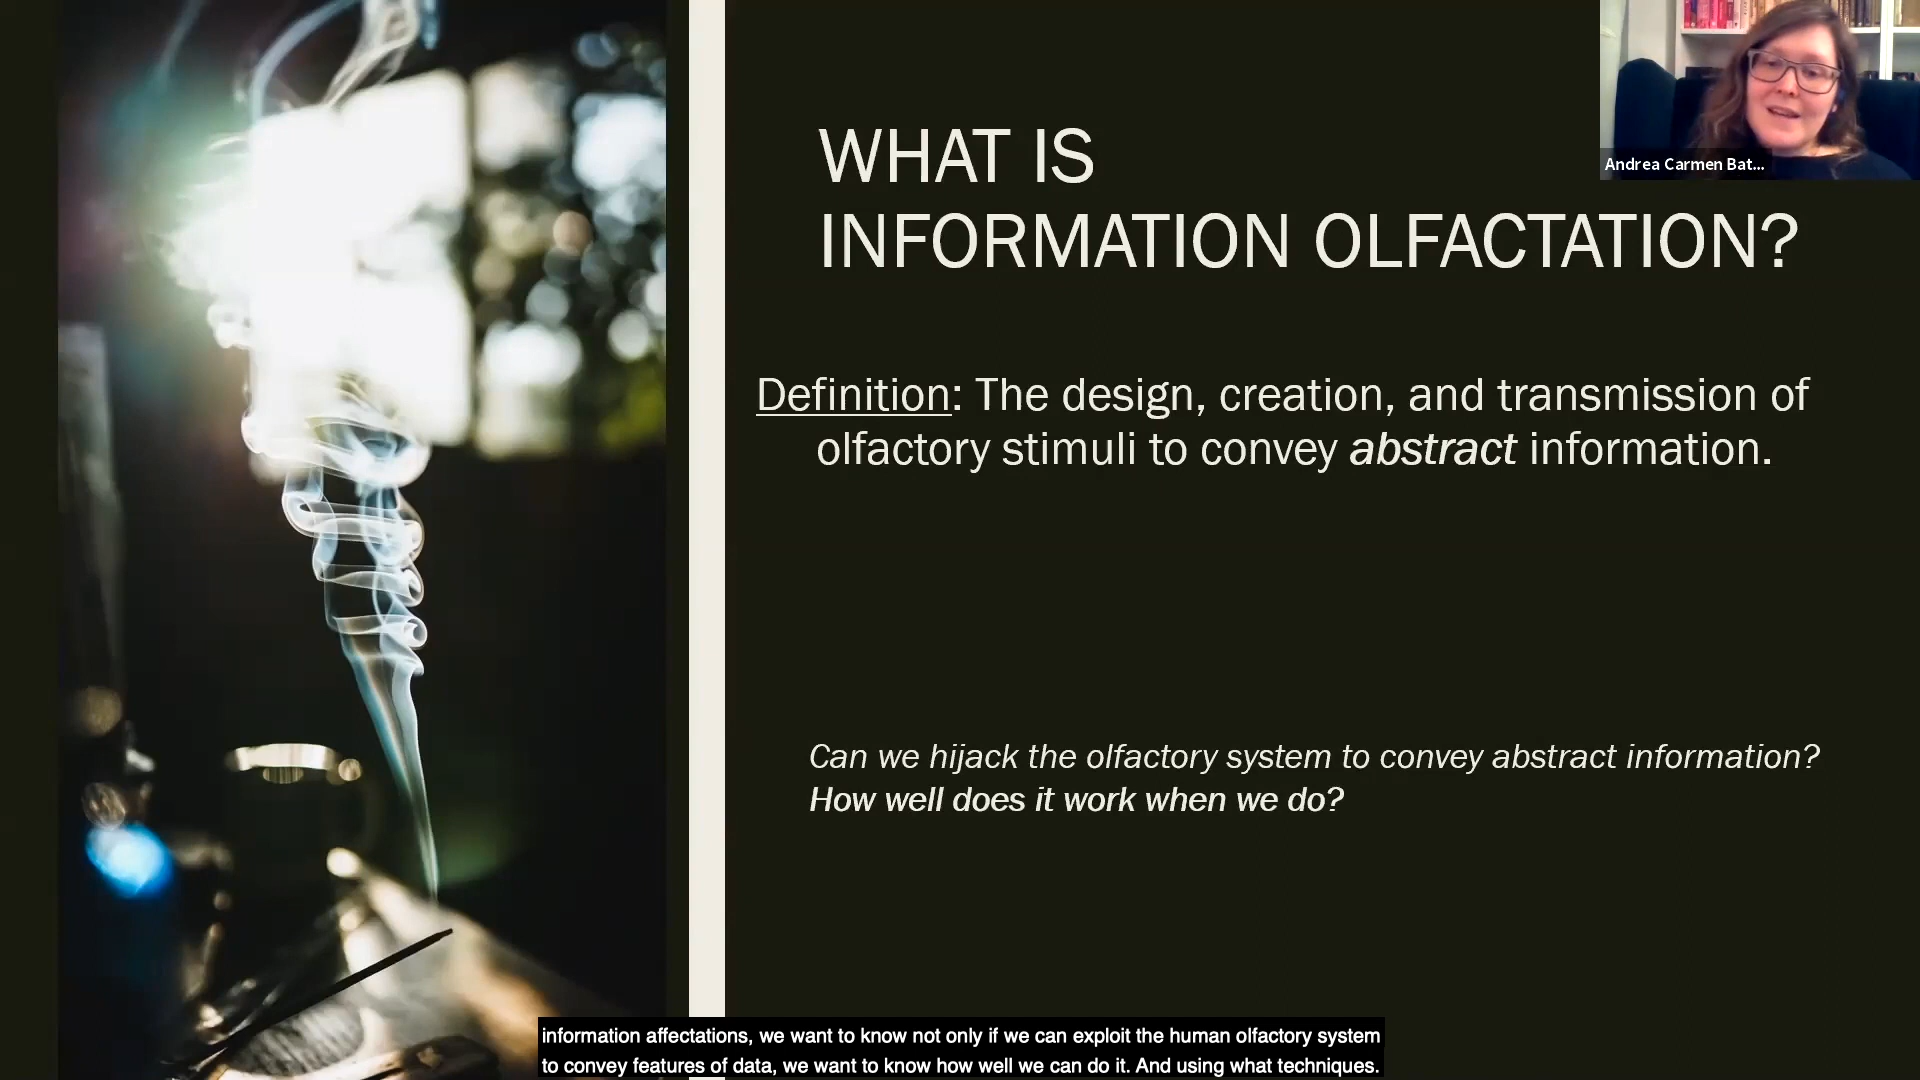 WHAT IS
INFORMATION OLFACTATION?
Andrea Carmen Bat...
Definition: The design, creation, and transmission of
olfactory stimuli to convey abstract information.
Can we hijack the olfactory system to convey abstract information?
How well does it work when we do?
information affectations, we want to know not only if we can exploit the human olfactory system
to convey features of data, we want to know how well we can do it. And using what techniques.